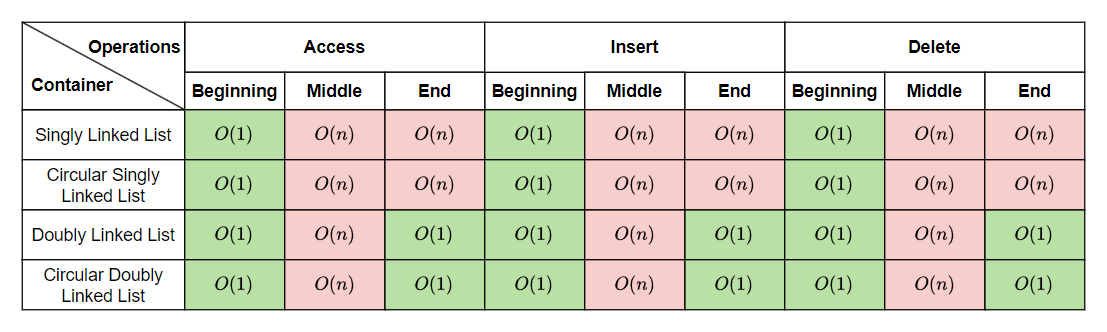 Operations Access Insert Delete
Container Beginning Middle End Beginning Middle End Beginning Middle End
Singly Linked List O(1) O(n) O(n) O(1) O(n) O(n) O(1) O(n) O(n)
Circular Singly
Linked List O(1) O(n) O(n) O(1) O(n) O(n) O(1) O(n) O(n)
Doubly Linked List O(1) O(n) O(1) O(1) O(n) O(1) O(1) O(n) O(1)
Circular Doubly
Linked List O(1) O(n) O(1) O(1) O(n) O(1) O(1) O(n) O(1)